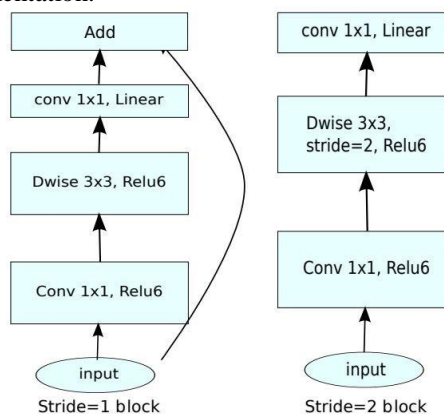 Add
conv 1x1, Linear
Dwise 3x3, Relu6
Conv 1x1, Relu6
input
Stride=1 block
conv 1x1, Linear
Dwise 3x3,
stride=2, Relu6
Conv 1x1, Relu6
input
Stride=2 block